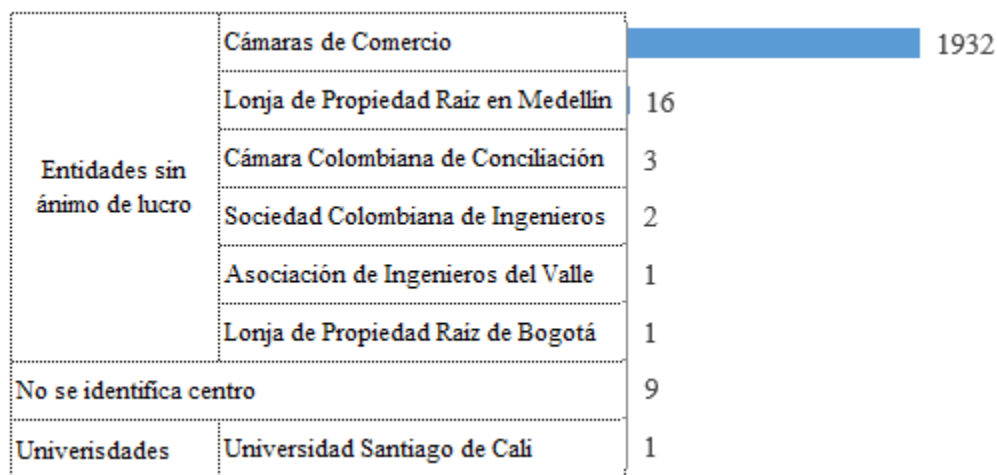 Cámaras de Comercio 1932
Lonja de Propiedad Raíz en Medellín 16
Cámara Colombiana de Conciliación 3
Entidades sin
ánimo de lucro
Sociedad Colombiana de Ingenieros 2
Asociación de Ingenieros del Valle 1
Lonja de Propiedad Raíz de Bogotá 1
No se identifica centro 9
Univerisdades Universidad Santiago de Cali 1